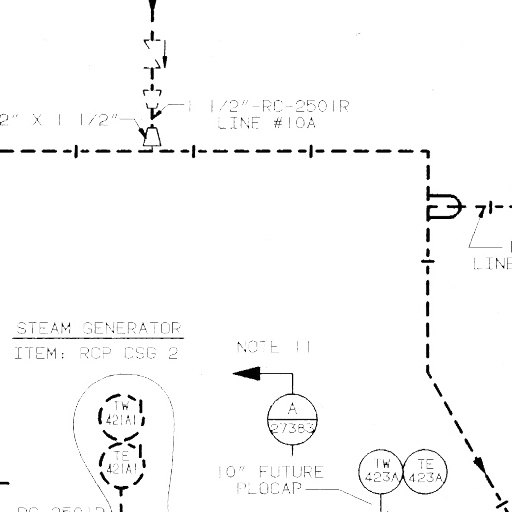 1 1/2"-RC-2501R
LINE #10A
2" X 1 1/2"
LINE
STEAM GENERATOR
ITEM: RCP CSG 2
NOTE 11
TW
421A1
TE
421A1
A
27383
10" FUTURE
PLOCAP
TW
423A
TE
423A
RC-2501R